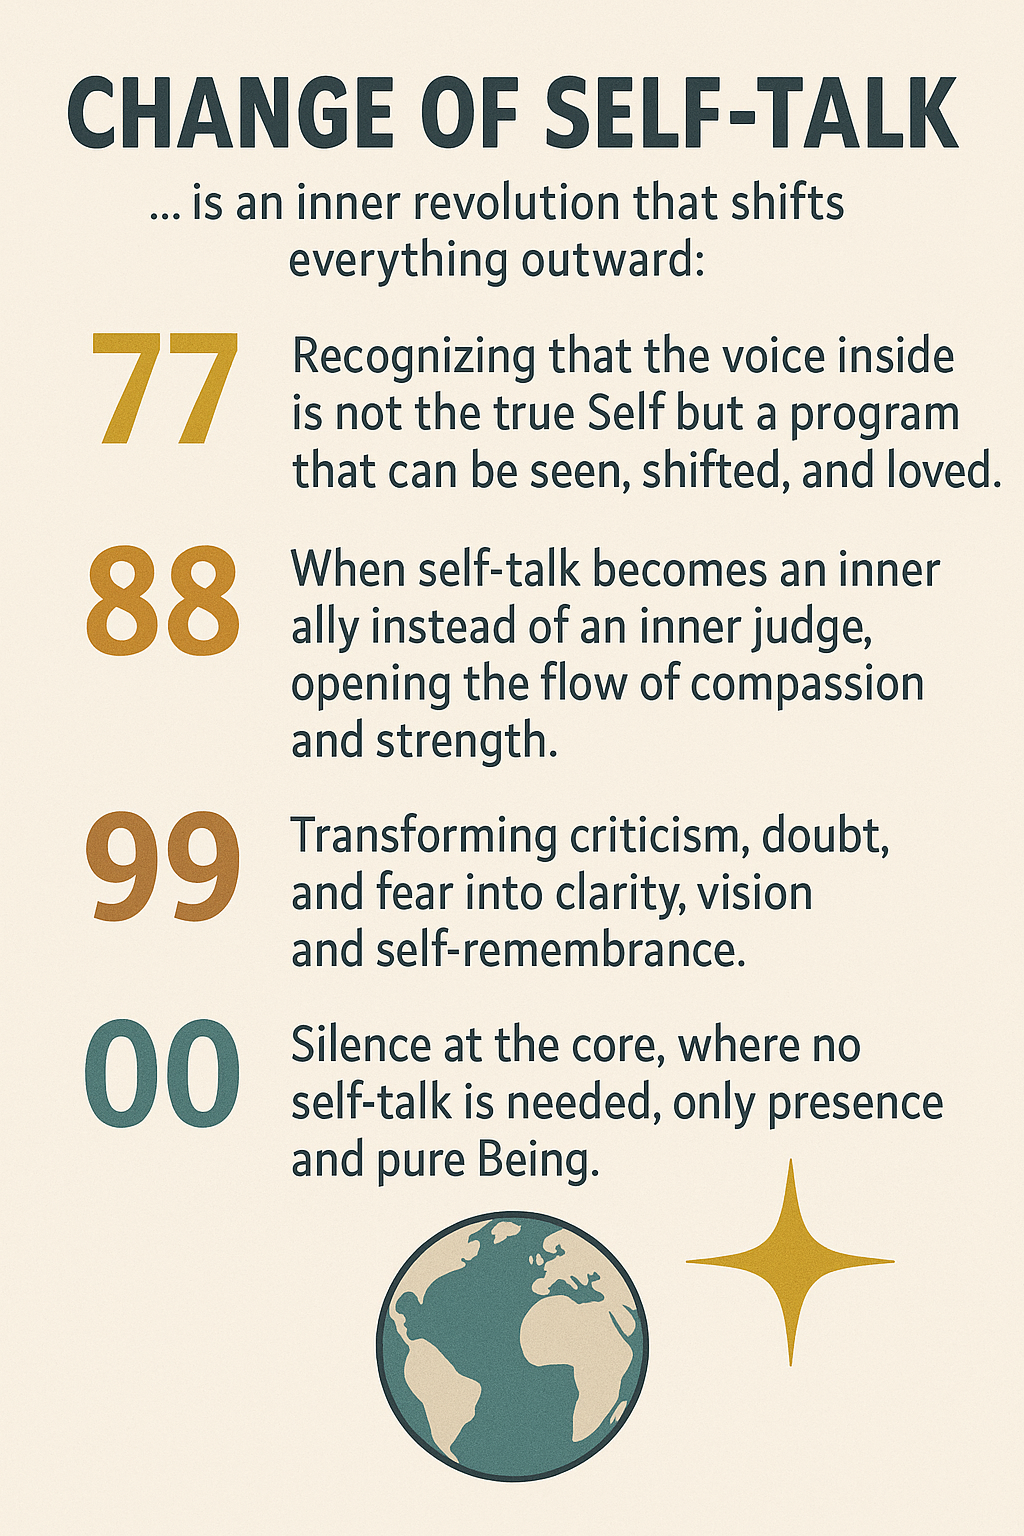 CHANGE OF SELF-TALK
... is an inner revolution that shifts
everything outward:
77
Recognizing that the voice inside
is not the true Self but a program
that can be seen, shifted, and loved.
88
When self-talk becomes an inner
ally instead of an inner judge,
opening the flow of compassion
and strength.
99
Transforming criticism, doubt,
and fear into clarity, vision
and self-remembrance.
00
Silence at the core, where no
self-talk is needed, only presence
and pure Being.